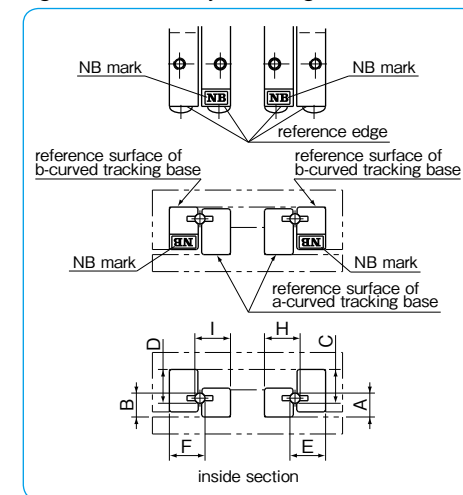 NB mark
NB mark
NB
NB
reference edge
reference surface of
b-curved tracking base
reference surface of
b-curved tracking base
NB
NB
NB mark
NB mark
reference surface of
a-curved tracking base
D
I
H
C
B
A
F
E
inside section